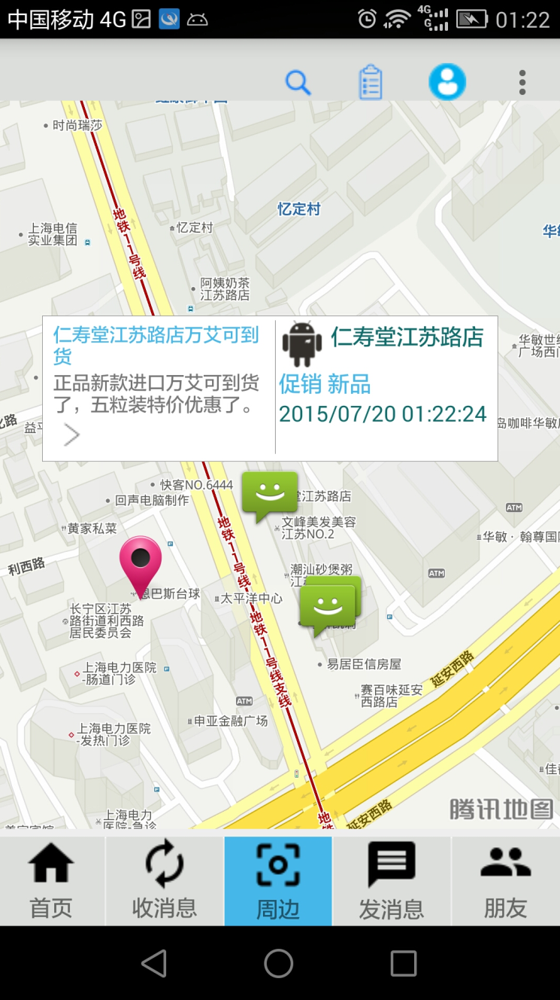 中国移动 4G
4G
G
01:22
时尚瑞莎
忆定村
上海电信
实业集团
忆定村
地铁11号线
阿姨奶茶
江苏路店
仁寿堂江苏路店万艾可到
货
正品新款进口万艾可到货
了，五粒装特价优惠了。
仁寿堂江苏路店
促销 新品
2015/07/20 01:22:24
华敏世纪
广场西门
岛咖啡华敏
快客NO.6444
回声电脑制作
江苏路店
ATM
黄家私菜
文峰美发美容
江苏NO.2
华敏·翰尊国际
利西路
地铁11号线
潮汕砂煲粥
ATM
恩巴斯台球
太平洋中心
长宁区江苏
路街道利西路
居民委员会
地铁11号线支线
易居臣信房屋
延安西路
上海电力医院
-肠道门诊
赛百味延安
西路店
ATM
申亚金融广场
上海电力医院
-发热门诊
延安西路
上海电力
医院-急诊
腾讯地图
首页
收消息
周边
发消息
朋友